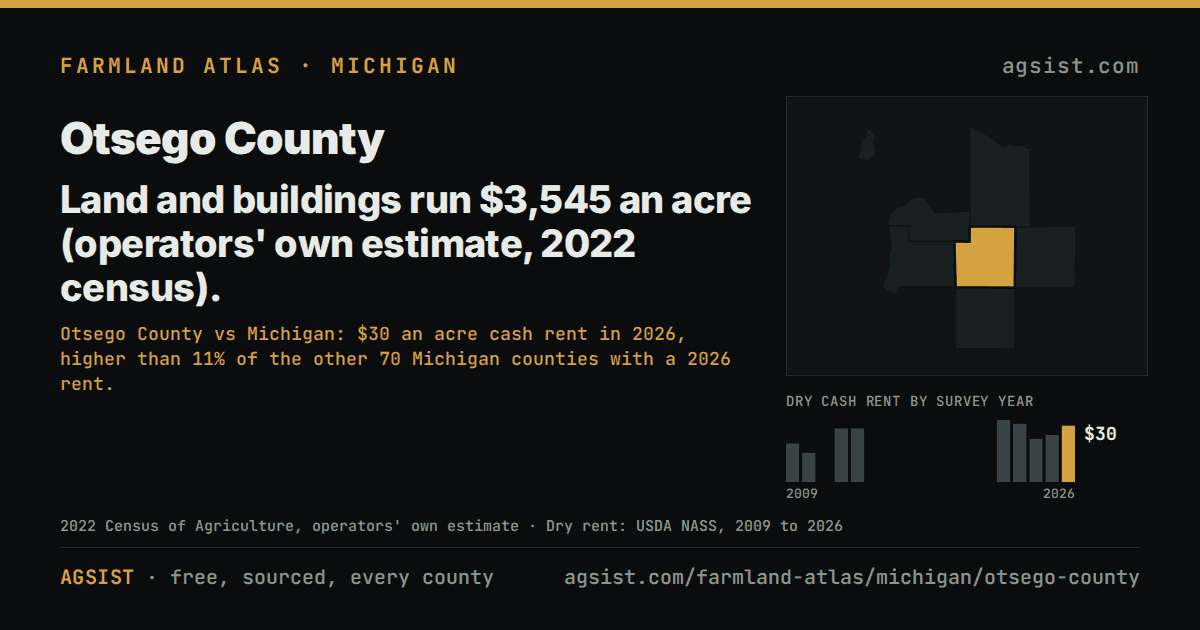 FARMLAND ATLAS · MICHIGAN
agsist.com
Otsego County
Land and buildings run $3,545 an acre
(operators' own estimate, 2022
census).
Otsego County vs Michigan: $30 an acre cash rent in 2026,
higher than 11% of the other 70 Michigan counties with a 2026
rent.
DRY CASH RENT BY SURVEY YEAR
$30
2009
2026
2022 Census of Agriculture, operators' own estimate · Dry rent: USDA NASS, 2009 to 2026
AGSIST · free, sourced, every county
agsist.com/farmland-atlas/michigan/otsego-county